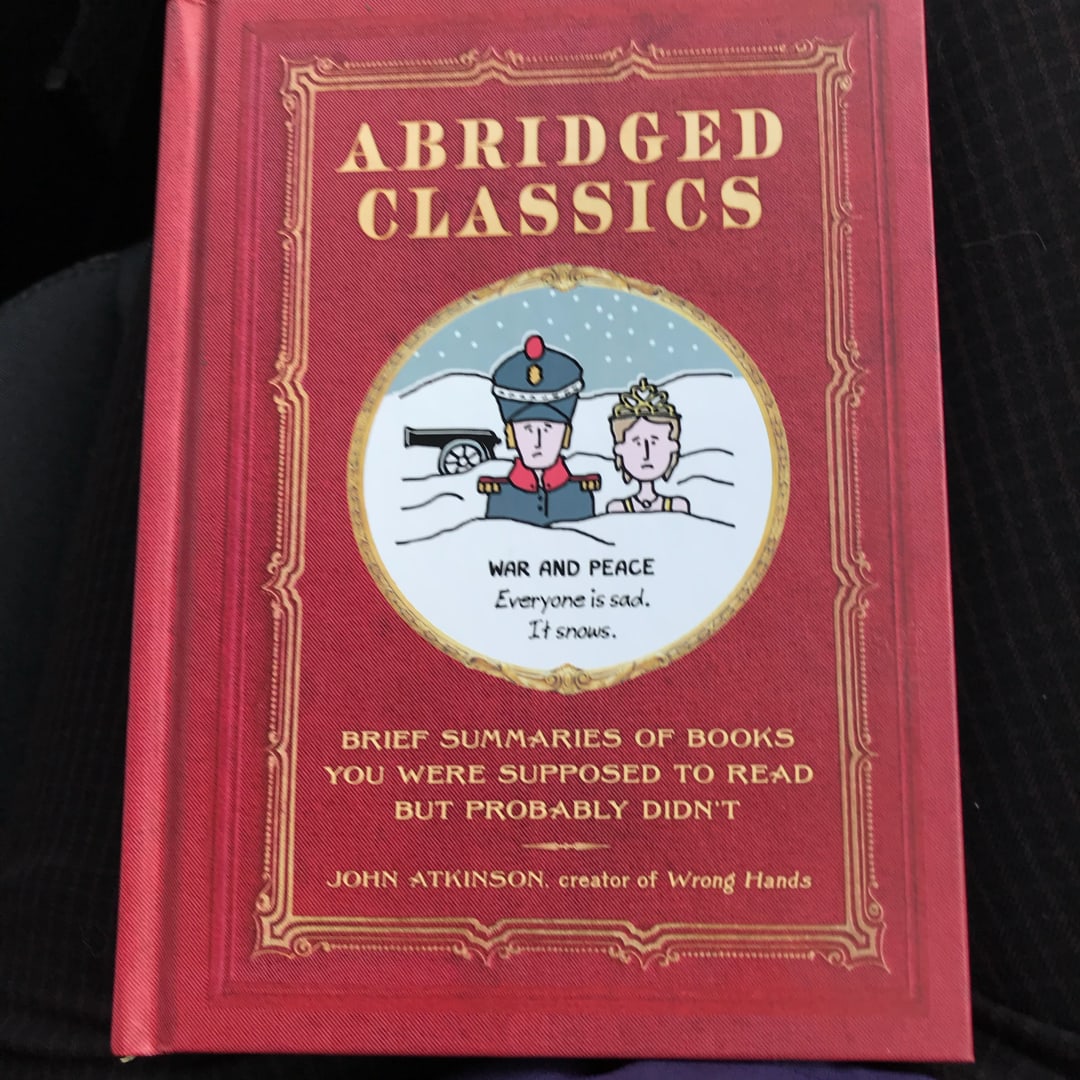 ABRIDGED
CLASSICS
WAR AND PEACE
Everyone is sad.
It snows.
BRIEF SUMMARIES OF BOOKS
YOU WERE SUPPOSED TO READ
BUT PROBABLY DIDN'T
JOHN ATKINSON, creator of Wrong Hands